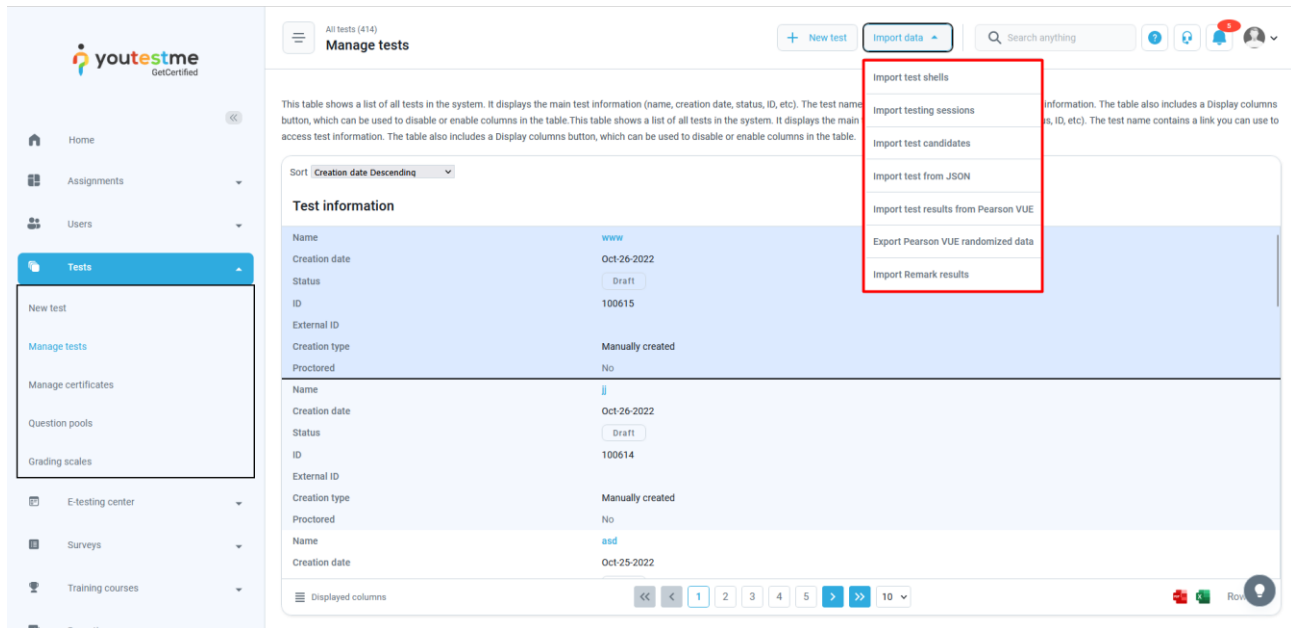 youtestme
GetCertified
Home
Assignments
Users
Tests
New test
Manage tests
Manage certificates
Question pools
Grading scales
E-testing center
Surveys
Training courses
All tests (414)
Manage tests
New test
Import data
Search anything
5
Import test shells
Import testing sessions
Import test candidates
Import test from JSON
Import test results from Pearson VUE
Export Pearson VUE randomized data
Import Remark results
This table shows a list of all tests in the system. It displays the main test information (name, creation date, status, ID, etc). The test name information. The table also includes a Display columns
button, which can be used to disable or enable columns in the table.This table shows a list of all tests in the system. It displays the main ID, etc). The test name contains a link you can use to
access test information. The table also includes a Display columns button, which can be used to disable or enable columns in the table.
Sort Creation date Descending
Test information
Name www
Creation date Oct-26-2022
Status Draft
ID 100615
External ID
Creation type Manually created
Proctored No
Name jj
Creation date Oct-26-2022
Status Draft
ID 100614
External ID
Creation type Manually created
Proctored No
Name asd
Creation date Oct-25-2022
Displayed columns
1 2 3 4 5 10